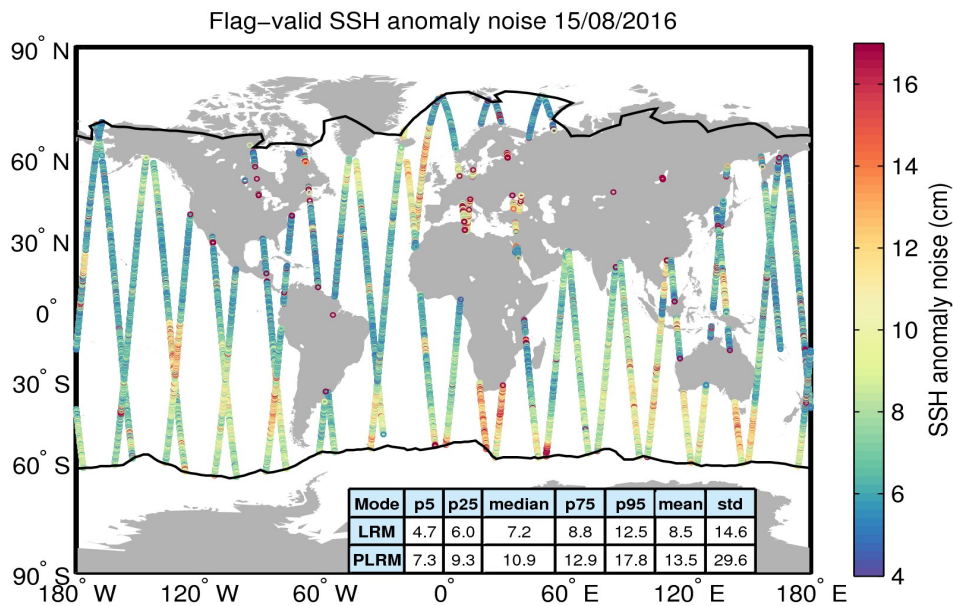 Flag−valid SSH anomaly noise 15/08/2016
90° N
60° N
30° N
0°
30° S
60° S
90° S
180° W
120° W
60° W
0°
60° E
120° E
180° E
16
14
12
10
8
6
4
SSH anomaly noise (cm)
Mode p5 p25 median p75 p95 mean std
LRM 4.7 6.0 7.2 8.8 12.5 8.5 14.6
PLRM 7.3 9.3 10.9 12.9 17.8 13.5 29.6